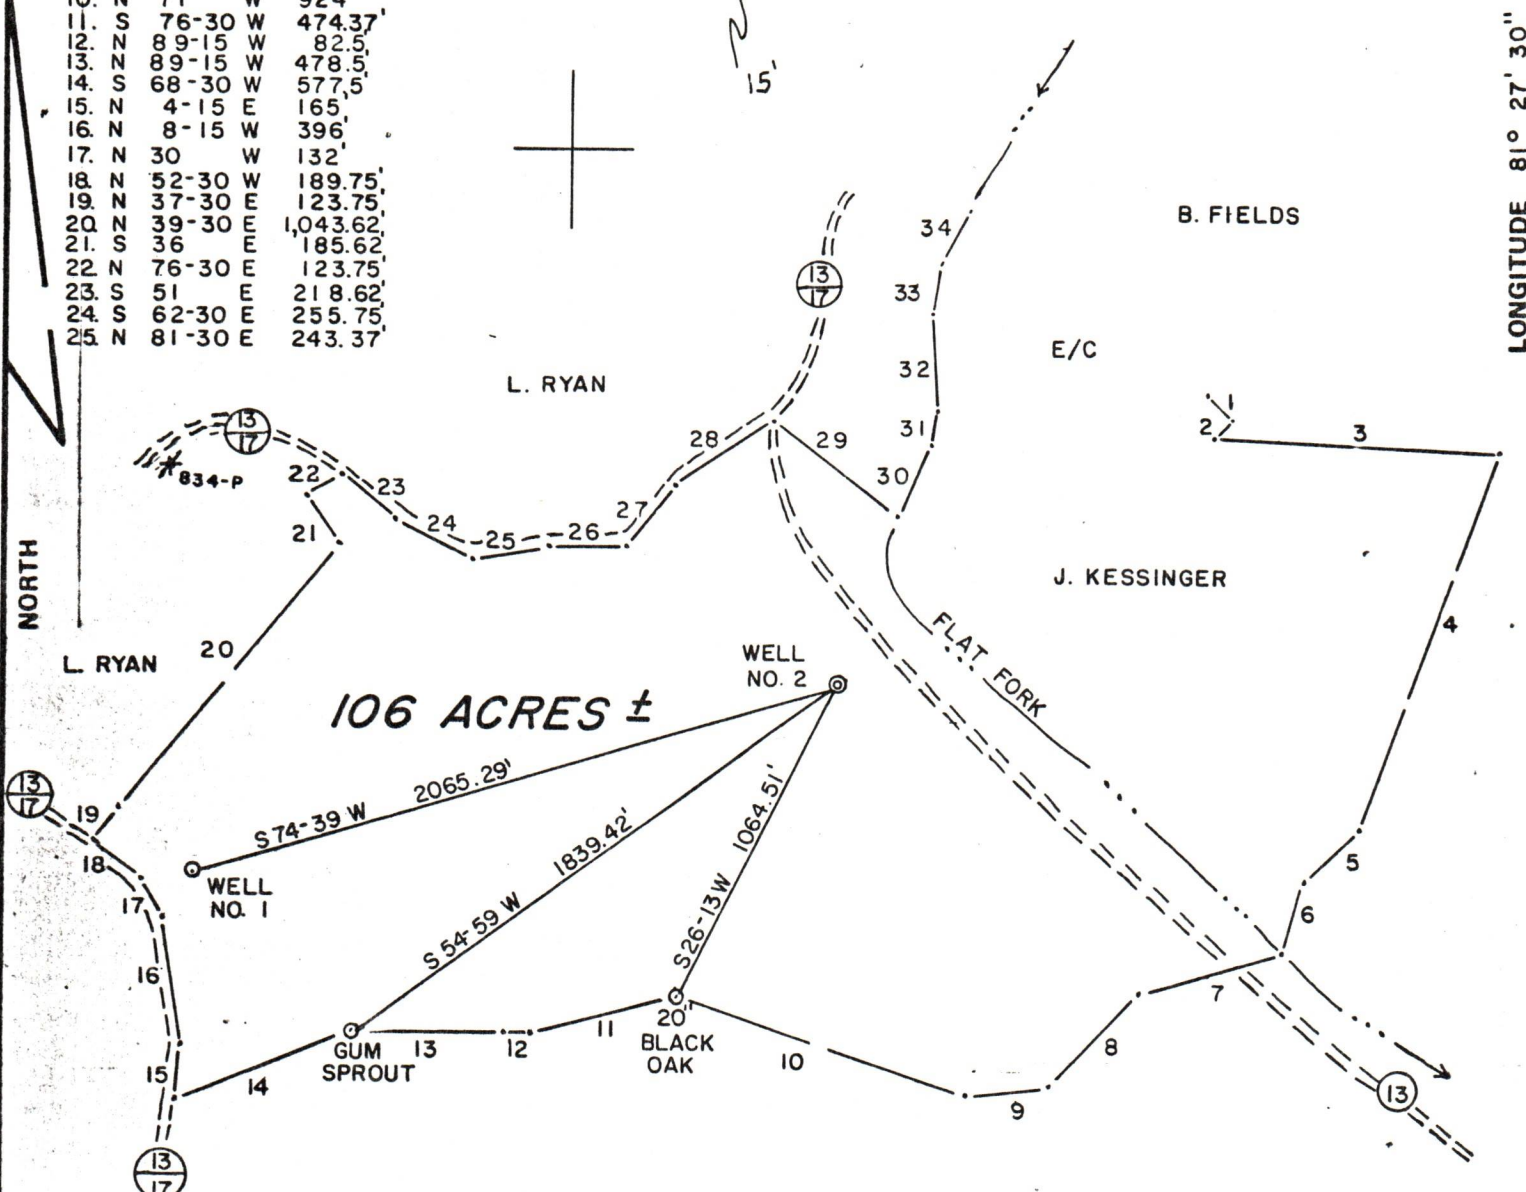 10. N 71 W 924'
11. S 76-30 W 474.37'
12. N 89-15 W 82.5'
13. N 89-15 W 478.5'
14. S 68-30 W 577.5'
15. N 4-15 E 165'
16. N 8-15 W 396'
17. N 30 W 132'
18. N 52-30 W 189.75'
19. N 37-30 E 123.75'
20. N 39-30 E 1,043.62'
21. S 36 E 185.62'
22. N 76-30 E 123.75'
23. S 51 E 218.62'
24. S 62-30 E 255.75'
25. N 81-30 E 243.37'
15'
LONGITUDE 81° 27' 30"
B. FIELDS
34
13
17
33
E/C
32
L. RYAN
1
2
3
31
29
28
30
13
17
834-P
22
23
24
25
26
27
21
NORTH
J. KESSINGER
FLAT FORK
4
20
L. RYAN
WELL
NO. 2
106 ACRES ±
S 74-39 W 2065.29'
S 54-59 W 1839.42'
S 26-13 W 1064.51'
13
17
19
18
17
WELL
NO. 1
5
6
16
7
20"
BLACK
OAK
11
12
13
GUM
SPROUT
10
8
15
14
9
13
13
17